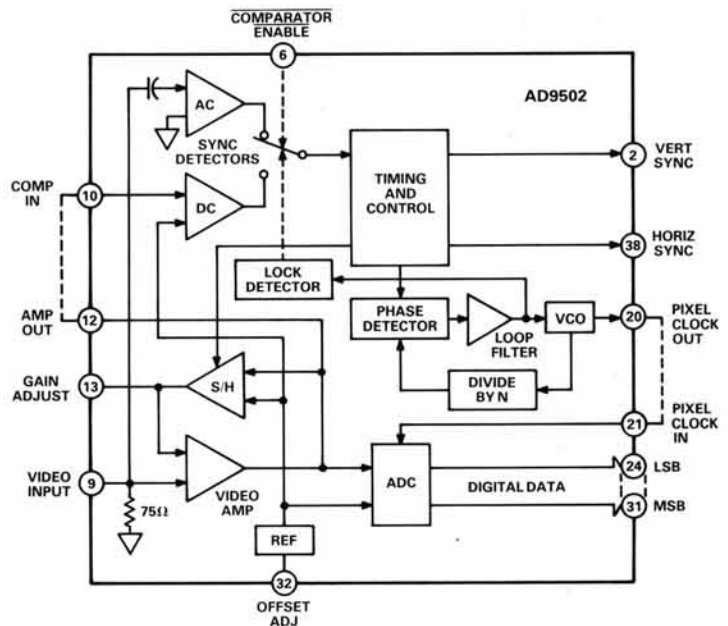 COMPARATOR
ENABLE
6
AD9502
AC
SYNC
DETECTORS
TIMING
AND
CONTROL
2
VERT
SYNC
COMP
IN
10
DC
38
HORIZ
SYNC
LOCK
DETECTOR
AMP
OUT
12
PHASE
DETECTOR
LOOP
FILTER
VCO
20
PIXEL
CLOCK
OUT
GAIN
ADJUST
13
S/H
DIVIDE
BY N
21
PIXEL
CLOCK
IN
VIDEO
INPUT
9
75Ω
VIDEO
AMP
ADC
DIGITAL DATA
24
LSB
31
MSB
REF
32
OFFSET
ADJ